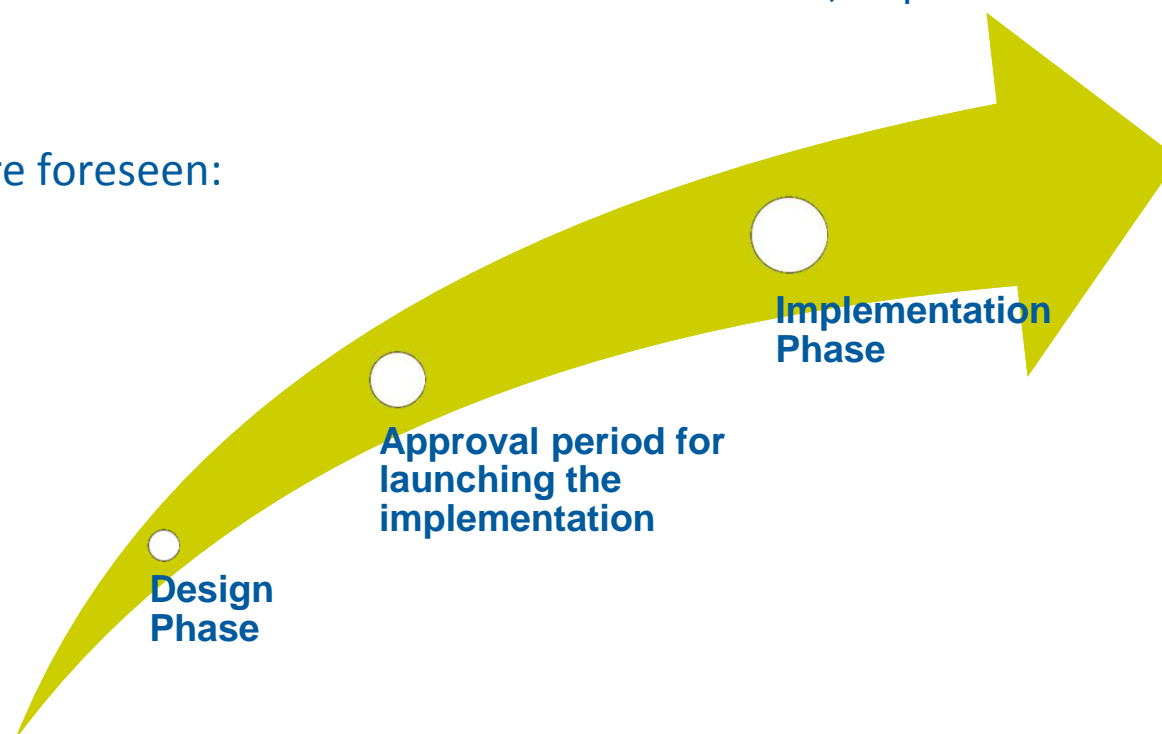 re foreseen:
Implementation
Phase
Approval period for
launching the
implementation
Design
Phase